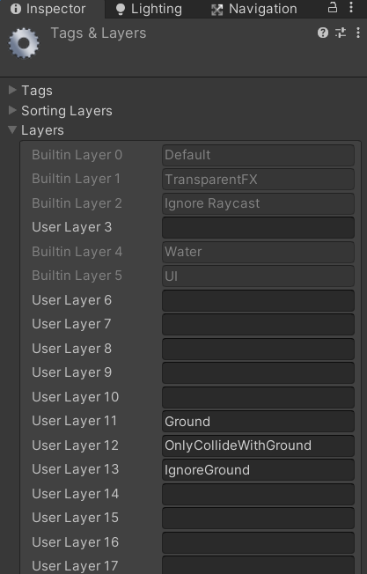 Inspector Lighting Navigation
Tags & Layers
Tags
Sorting Layers
Layers
Builtin Layer 0 Default
Builtin Layer 1 TransparentFX
Builtin Layer 2 Ignore Raycast
User Layer 3
Builtin Layer 4 Water
Builtin Layer 5 UI
User Layer 6
User Layer 7
User Layer 8
User Layer 9
User Layer 10
User Layer 11 Ground
User Layer 12 OnlyCollideWithGround
User Layer 13 IgnoreGround
User Layer 14
User Layer 15
User Layer 16
User Layer 17